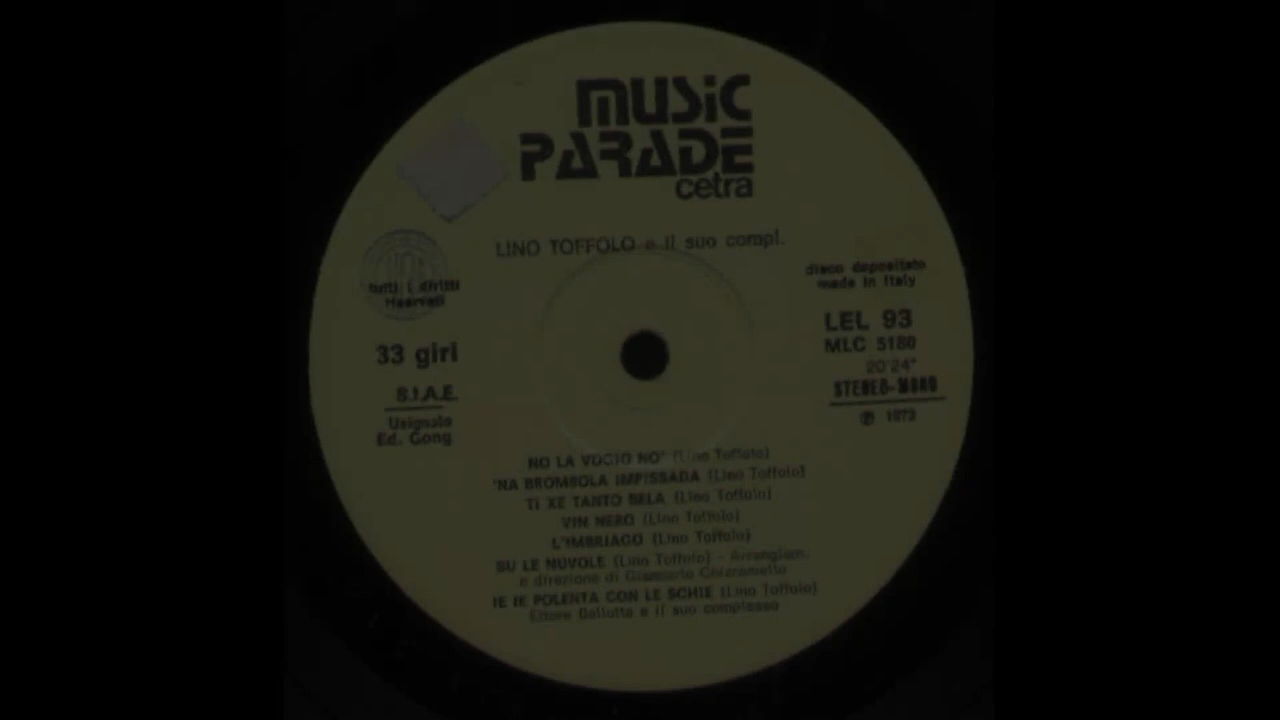 MUSIC
PARADE
cetra
LINO TOFFOLO e il suo compl.
tutti i diritti
riservati
disco depositato
made in Italy
33 giri
LEL 93
MLC 5180
20'24"
S.I.A.E.
STEREO-MONO
Usignolo
Ed. Gong
℗ 1973
NO LA VOGIO NO' (Lino Toffolo)
'NA BROMBOLA IMPISSADA (Lino Toffolo)
TI XE TANTO BELA (Lino Toffolo)
VIN NERO (Lino Toffolo)
L'IMBRIAGO (Lino Toffolo)
SU LE NUVOLE (Lino Toffolo) - Arrangiam.
e direzione di Giancarlo Chiaramello
IE IE POLENTA CON LE SCHIE (Lino Toffolo)
Ettore e il suo complesso